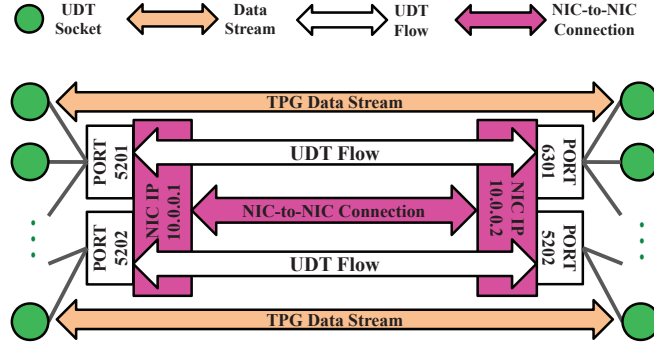 UDT
Socket
Data
Stream
UDT
Flow
NIC-to-NIC
Connection
TPG Data Stream
PORT
5201
NIC IP
10.0.0.1
UDT Flow
NIC IP
10.0.0.2
PORT
6301
NIC-to-NIC Connection
PORT
5202
UDT Flow
PORT
5202
TPG Data Stream